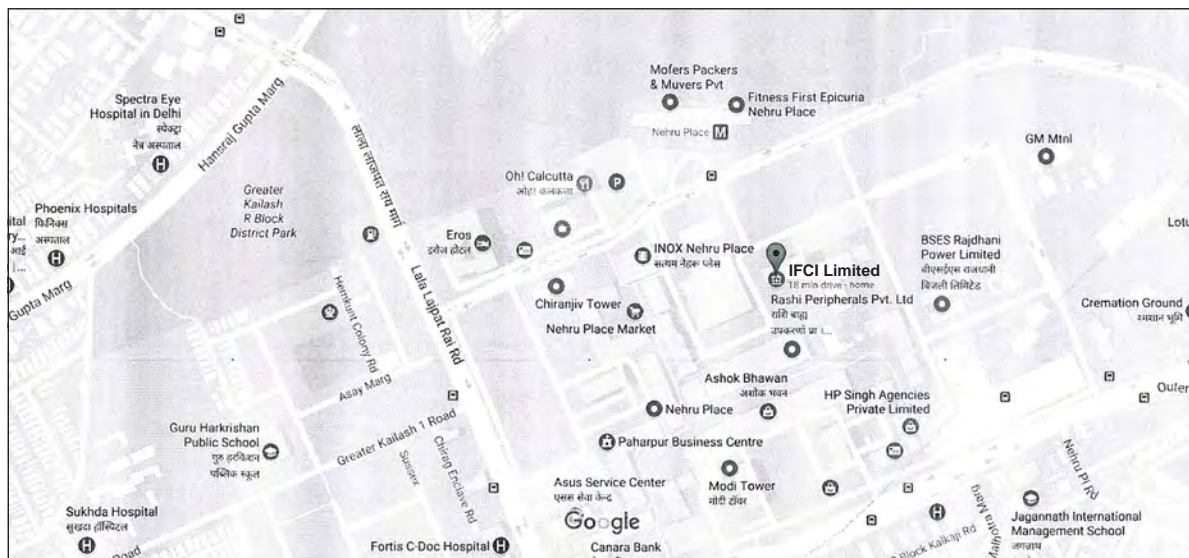 Mofers Packers
& Muvers Pvt
Fitness First Epicuria
Nehru Place
Nehru Place
M
GM Mtnl
Spectra Eye
Hospital in Delhi
स्पेक्ट्रा
नेत्र अस्पताल
Hansraj Gupta Marg
लाला लाजपत राय मार्ग
Oh! Calcutta
ओह! कलकत्ता
P
Greater
Kailash
R Block
District Park
Phoenix Hospitals
फिनिक्स
अस्पताल
Eros
इरोज होटल
INOX Nehru Place
सत्यम नेहरू प्लेस
IFCI Limited
18 min drive - home
BSES Rajdhani
Power Limited
बीएसईएस राजधानी
बिजली लिमिटेड
Gupta Marg
Lala Lajpat Rai Rd
Chiranjiv Tower
Nehru Place Market
Rashi Peripherals Pvt. Ltd
राशि बाह्य
उपकरणों प्रा ।...
Cremation Ground
श्मशान भूमि
Hemkunt Colony Rd
Asay Marg
Ashok Bhawan
अशोक भवन
HP Singh Agencies
Private Limited
Nehru Place
Guru Harkrishan
Public School
गुरु हरकिशन
पब्लिक स्कूल
Greater Kailash 1 Road
Paharpur Business Centre
Sussex
Chirag Enclave Rd
Asus Service Center
एसस सेवा केन्द्र
Modi Tower
मोदी टॉवर
Nehru Pl Rd
Sukhda Hospital
सुखदा हॉस्पिटल
Google
Jagannath International
Management School
जगन्नाथ
Fortis C-Doc Hospital
Canara Bank
Block Kalkaji Rd
Road